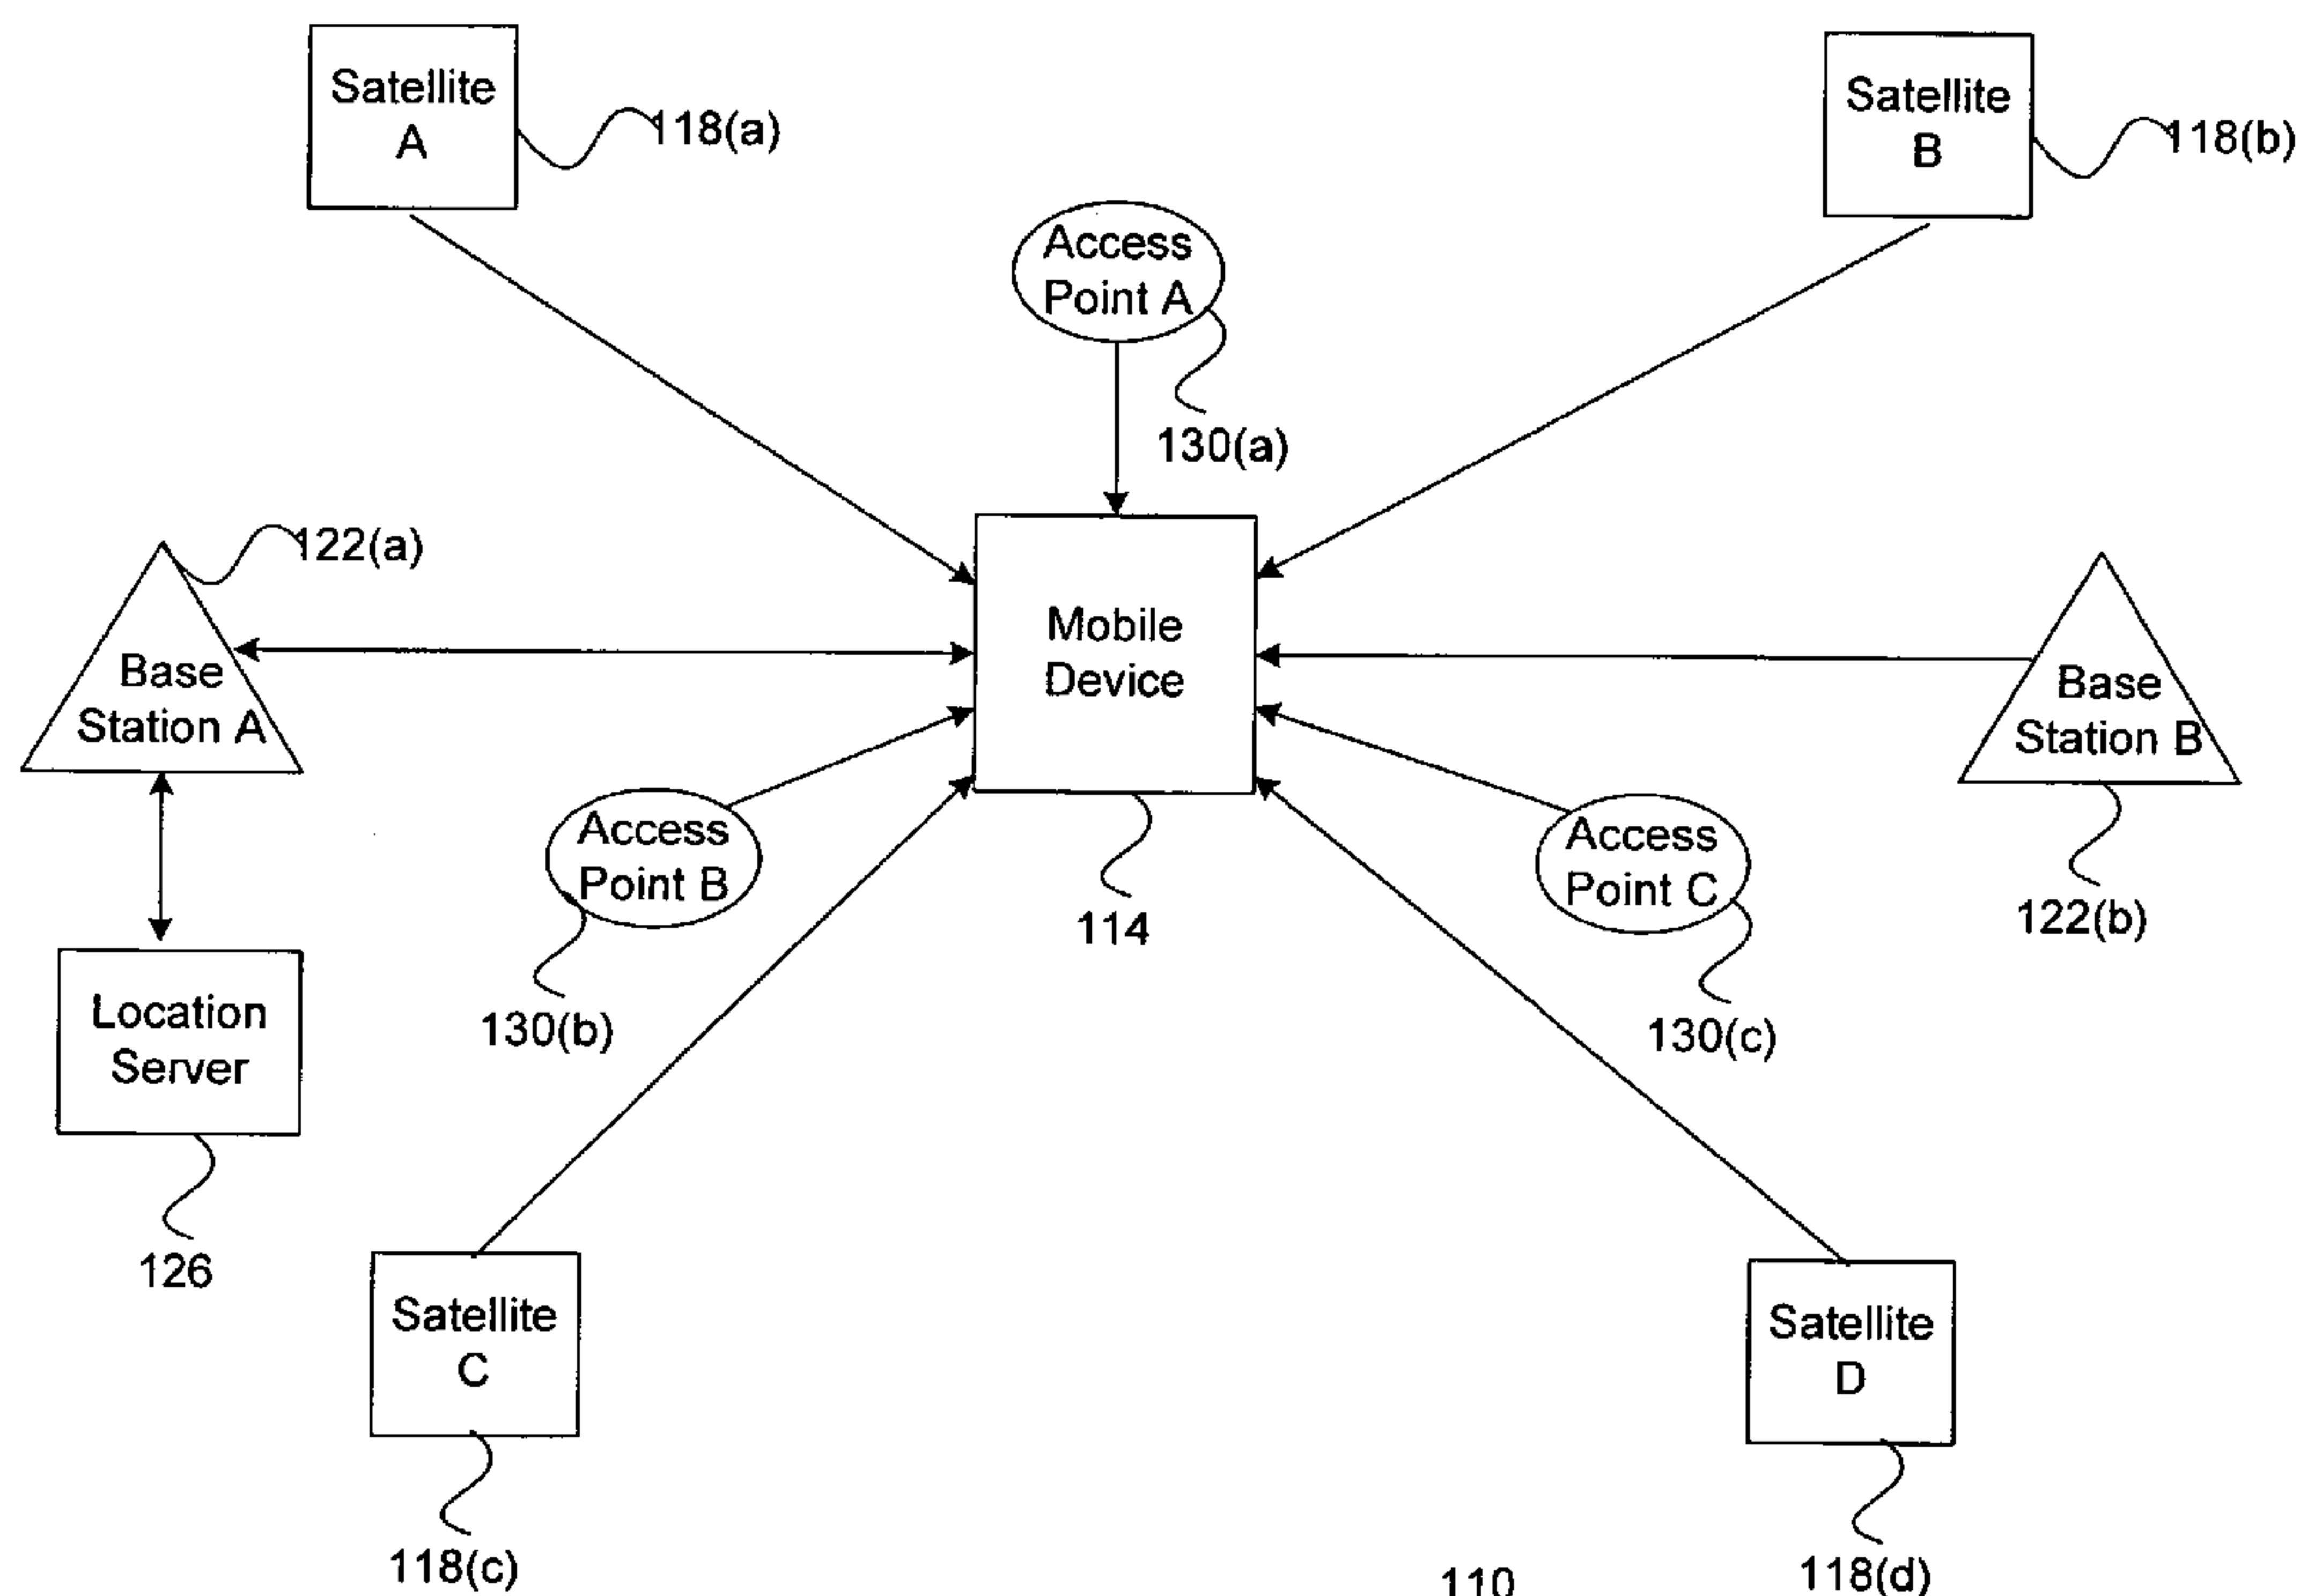 Satellite
A
118(a)
Satellite
B
118(b)
Access
Point A
130(a)
122(a)
Base
Station A
Mobile
Device
114
Base
Station B
122(b)
Access
Point B
130(b)
Access
Point C
130(c)
Location
Server
126
Satellite
C
118(c)
Satellite
D
118(d)
110